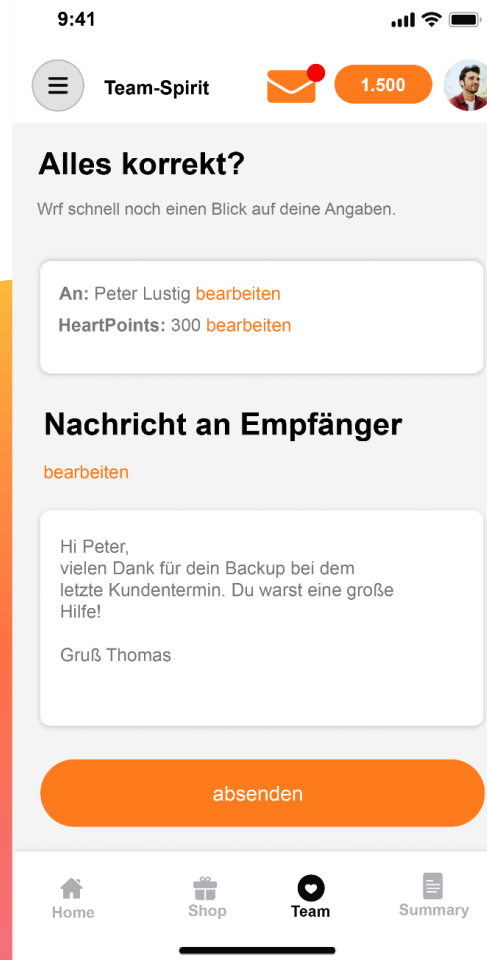 9:41
Team-Spirit
1.500
Alles korrekt?
Wrf schnell noch einen Blick auf deine Angaben.
An: Peter Lustig bearbeiten
HeartPoints: 300 bearbeiten
Nachricht an Empfänger
bearbeiten
Hi Peter,
vielen Dank für dein Backup bei dem
letzte Kundentermin. Du warst eine große
Hilfe!
Gruß Thomas
absenden
Home
Shop
Team
Summary